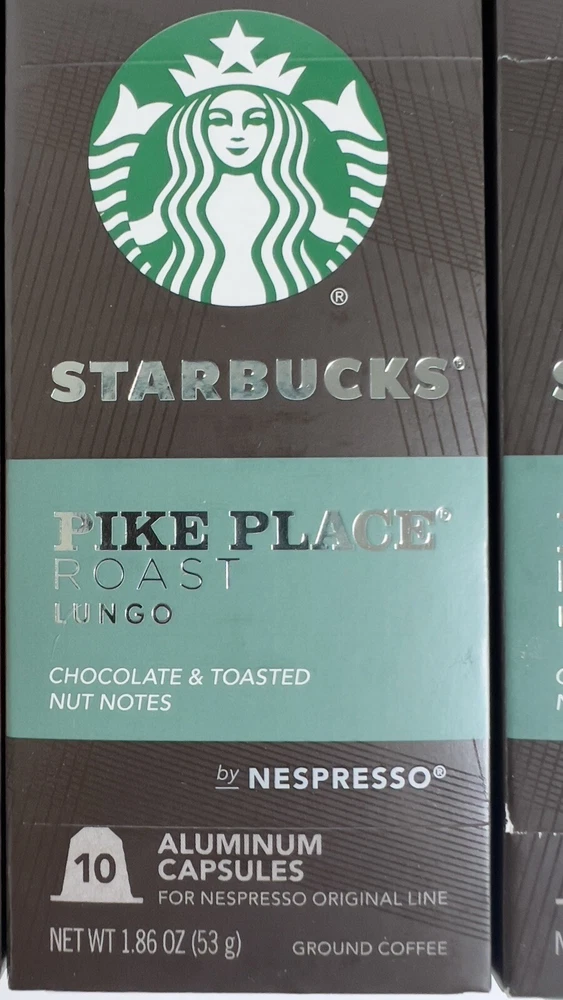 ®
STARBUCKS®
PIKE PLACE®
ROAST
LUNGO
CHOCOLATE & TOASTED
NUT NOTES
by NESPRESSO®
10
ALUMINUM
CAPSULES
FOR NESPRESSO ORIGINAL LINE
NET WT 1.86 OZ (53 g)
GROUND COFFEE